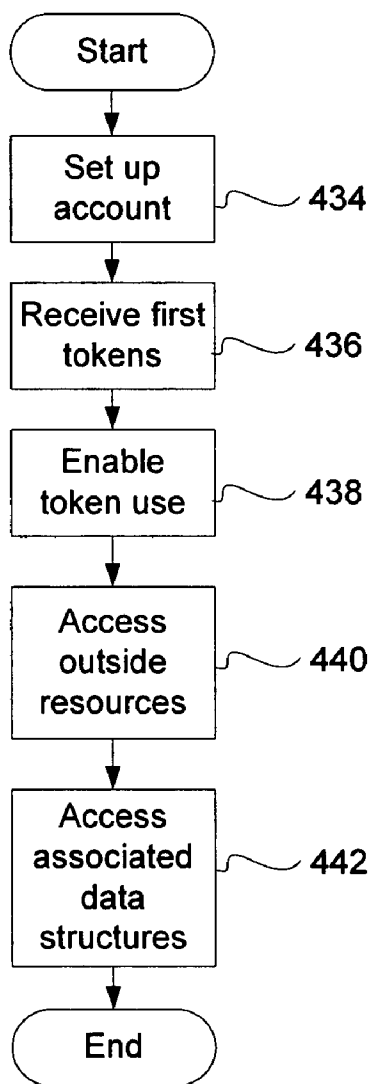 Start
Set up
account
434
Receive first
tokens
436
Enable
token use
438
Access
outside
resources
440
Access
associated
data
structures
442
End